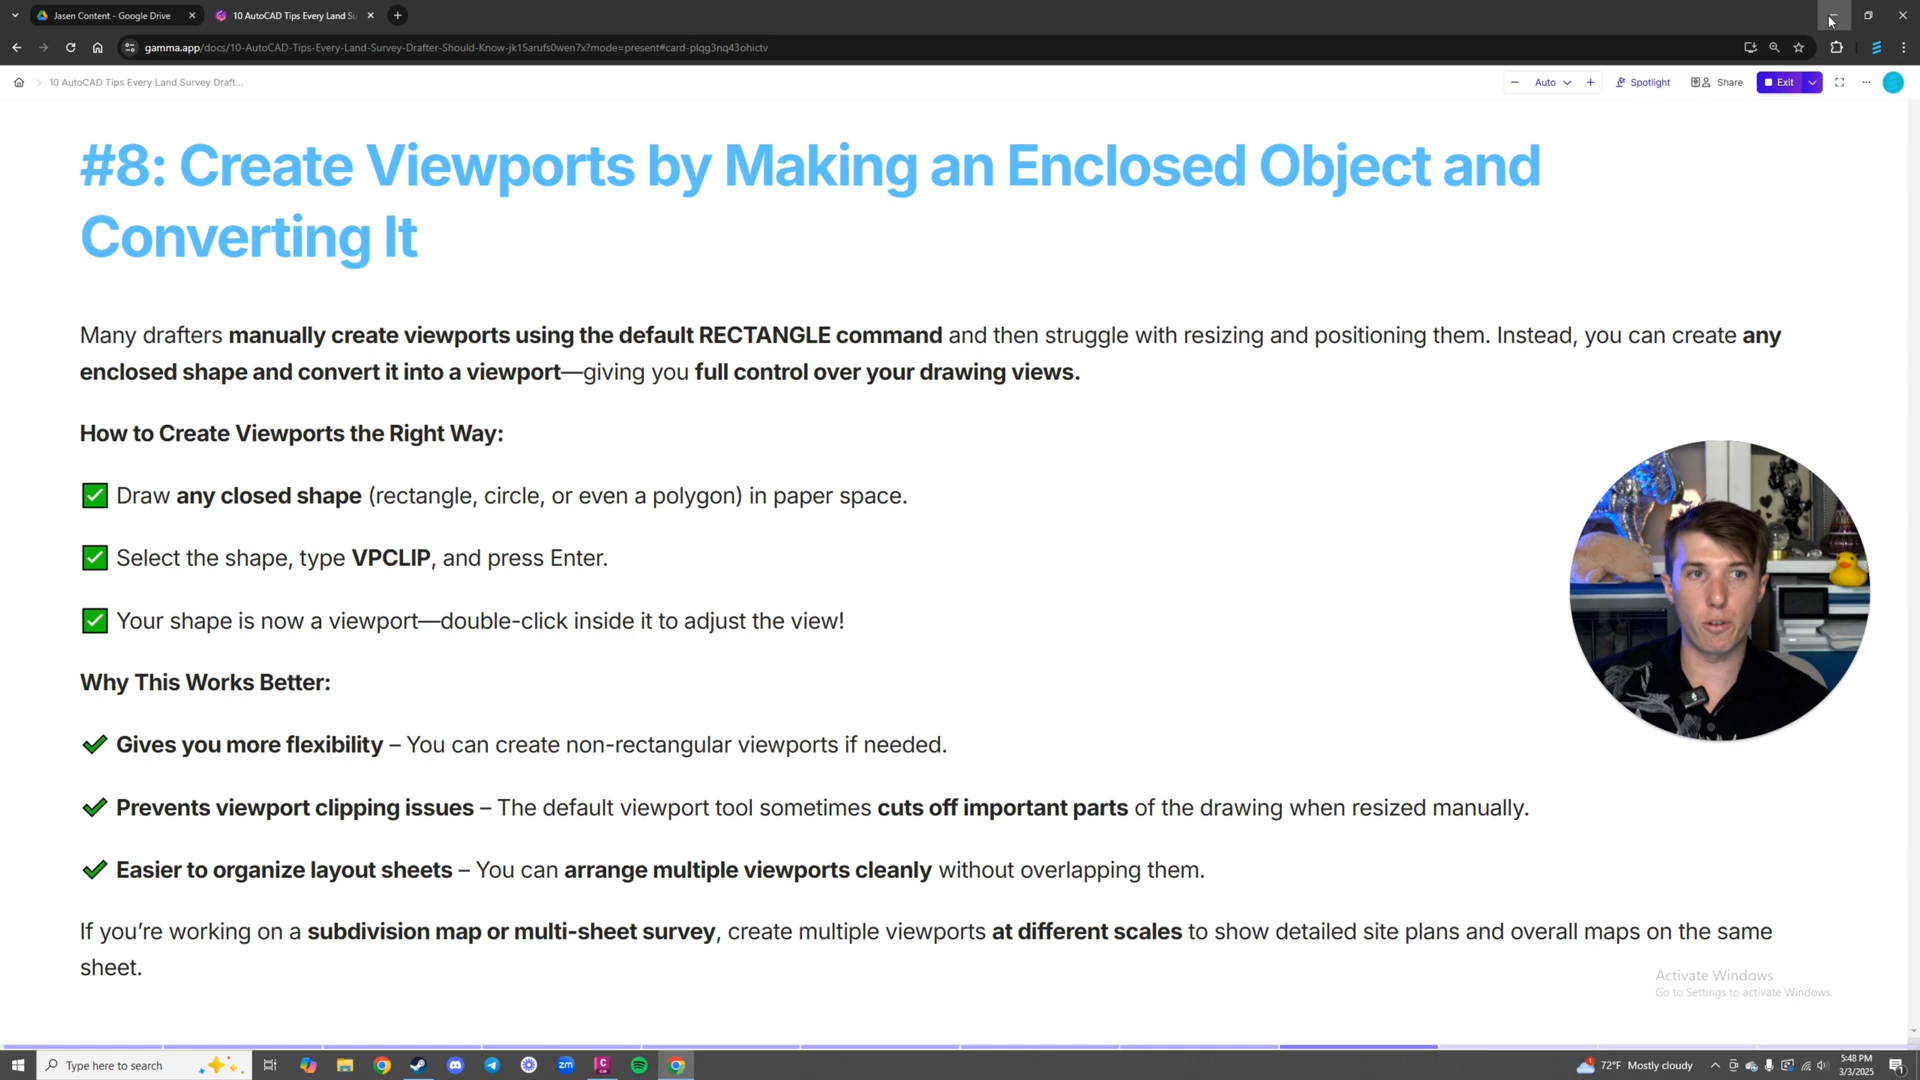 Jasen Content - Google Drive
10 AutoCAD Tips Every Land Su
gamma.app/docs/10-AutoCAD-Tips-Every-Land-Survey-Drafter-Should-Know-jk15arufs0wen7x?mode=present#card-plqg3nq43ohictv
10 AutoCAD Tips Every Land Survey Draft...
Auto
Spotlight
Share
Exit
#8: Create Viewports by Making an Enclosed Object and
Converting It
Many drafters manually create viewports using the default RECTANGLE command and then struggle with resizing and positioning them. Instead, you can create any
enclosed shape and convert it into a viewport—giving you full control over your drawing views.
How to Create Viewports the Right Way:
Draw any closed shape (rectangle, circle, or even a polygon) in paper space.
Select the shape, type VPCLIP, and press Enter.
Your shape is now a viewport—double-click inside it to adjust the view!
Why This Works Better:
Gives you more flexibility – You can create non-rectangular viewports if needed.
Prevents viewport clipping issues – The default viewport tool sometimes cuts off important parts of the drawing when resized manually.
Easier to organize layout sheets – You can arrange multiple viewports cleanly without overlapping them.
If you're working on a subdivision map or multi-sheet survey, create multiple viewports at different scales to show detailed site plans and overall maps on the same
sheet.
Activate Windows
Go to Settings to activate Windows.
Type here to search
zm
72°F Mostly cloudy
5:48 PM
3/3/2025